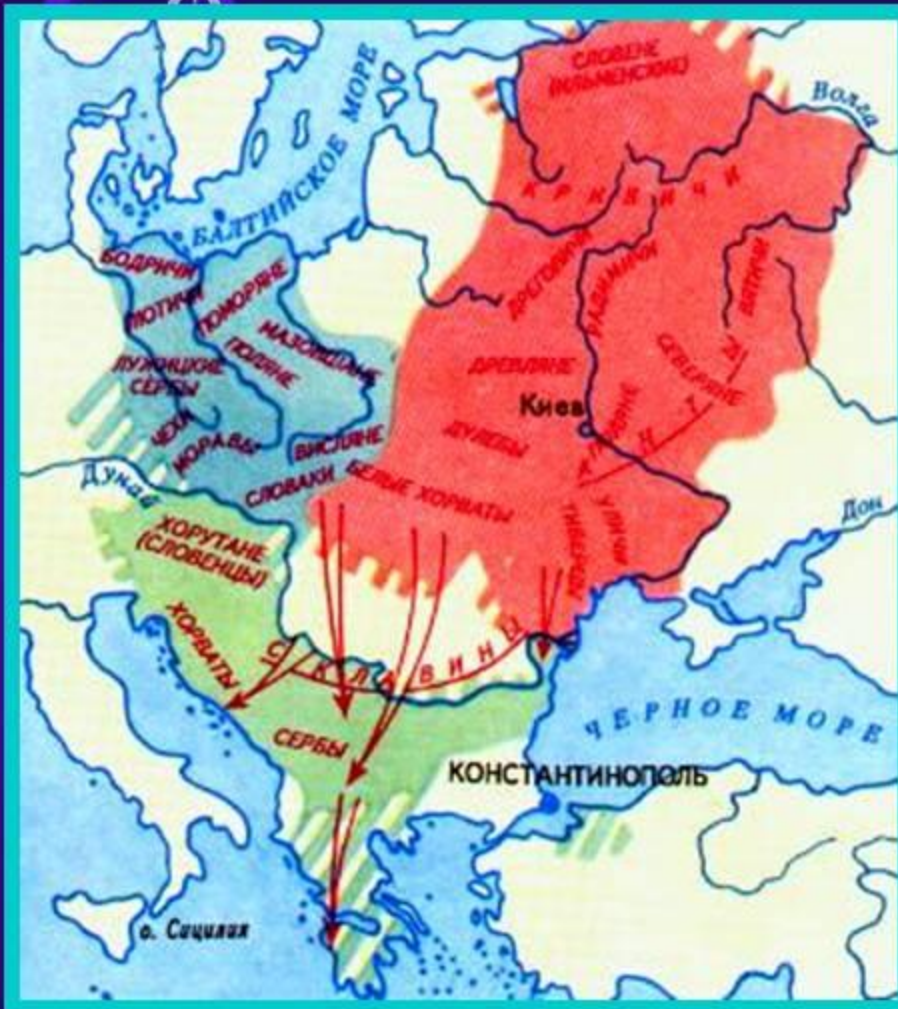 СЛОВЕНЕ
(ИЛЬМЕНСКИЕ)
Волга
БАЛТИЙСКОЕ МОРЕ
КРИВИЧИ
БОДРИЧИ
ЛЮТИЧИ
ПОМОРЯНЕ
МАЗОВШАНЕ
ПОЛЯНЕ
ЛУЖИЦКИЕ
СЕРБЫ
ЧЕХИ
МОРАВЫ
ВИСЛЯНЕ
СЛОВАКИ
ДРЕГОВИЧИ
РАДИМИЧИ
ВЯТИЧИ
СЕВЕРЯНЕ
ДРЕВЛЯНЕ
Киев
ПОЛЯНЕ
АНТЫ
ДУЛЕБЫ
БЕЛЫЕ ХОРВАТЫ
ТИВЕРЦЫ
УЛИЧИ
Дунай
Дон
ХОРУТАНЕ
(СЛОВЕНЦЫ)
ХОРВАТЫ
СКЛАВИНЫ
СЕРБЫ
ЧЕРНОЕ МОРЕ
КОНСТАНТИНОПОЛЬ
о. Сицилия